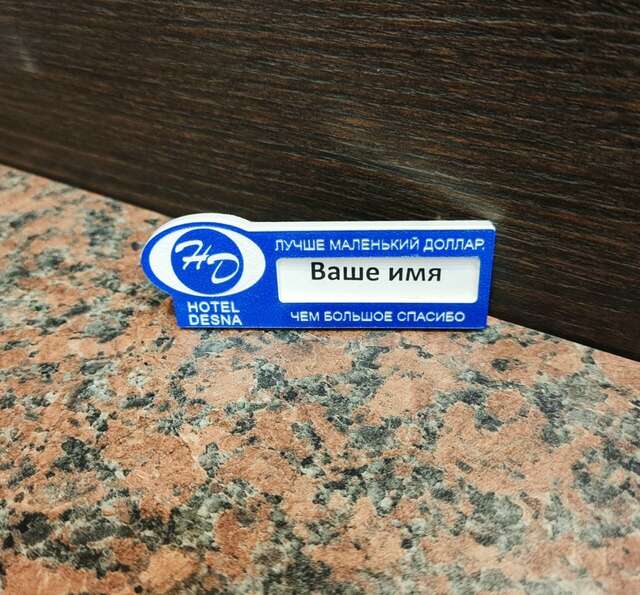 HD
HOTEL
DESNA
ЛУЧШЕ МАЛЕНЬКИЙ ДОЛЛАР,
Ваше имя
ЧЕМ БОЛЬШОЕ СПАСИБО